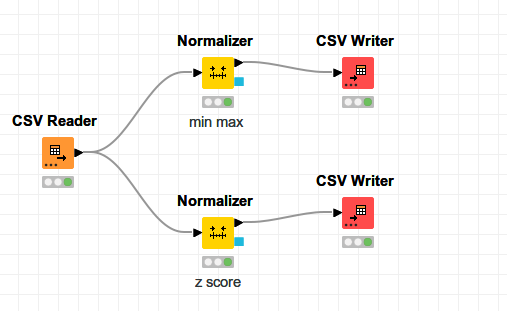 Normalizer
CSV Writer
min max
CSV Reader
Normalizer
CSV Writer
z score